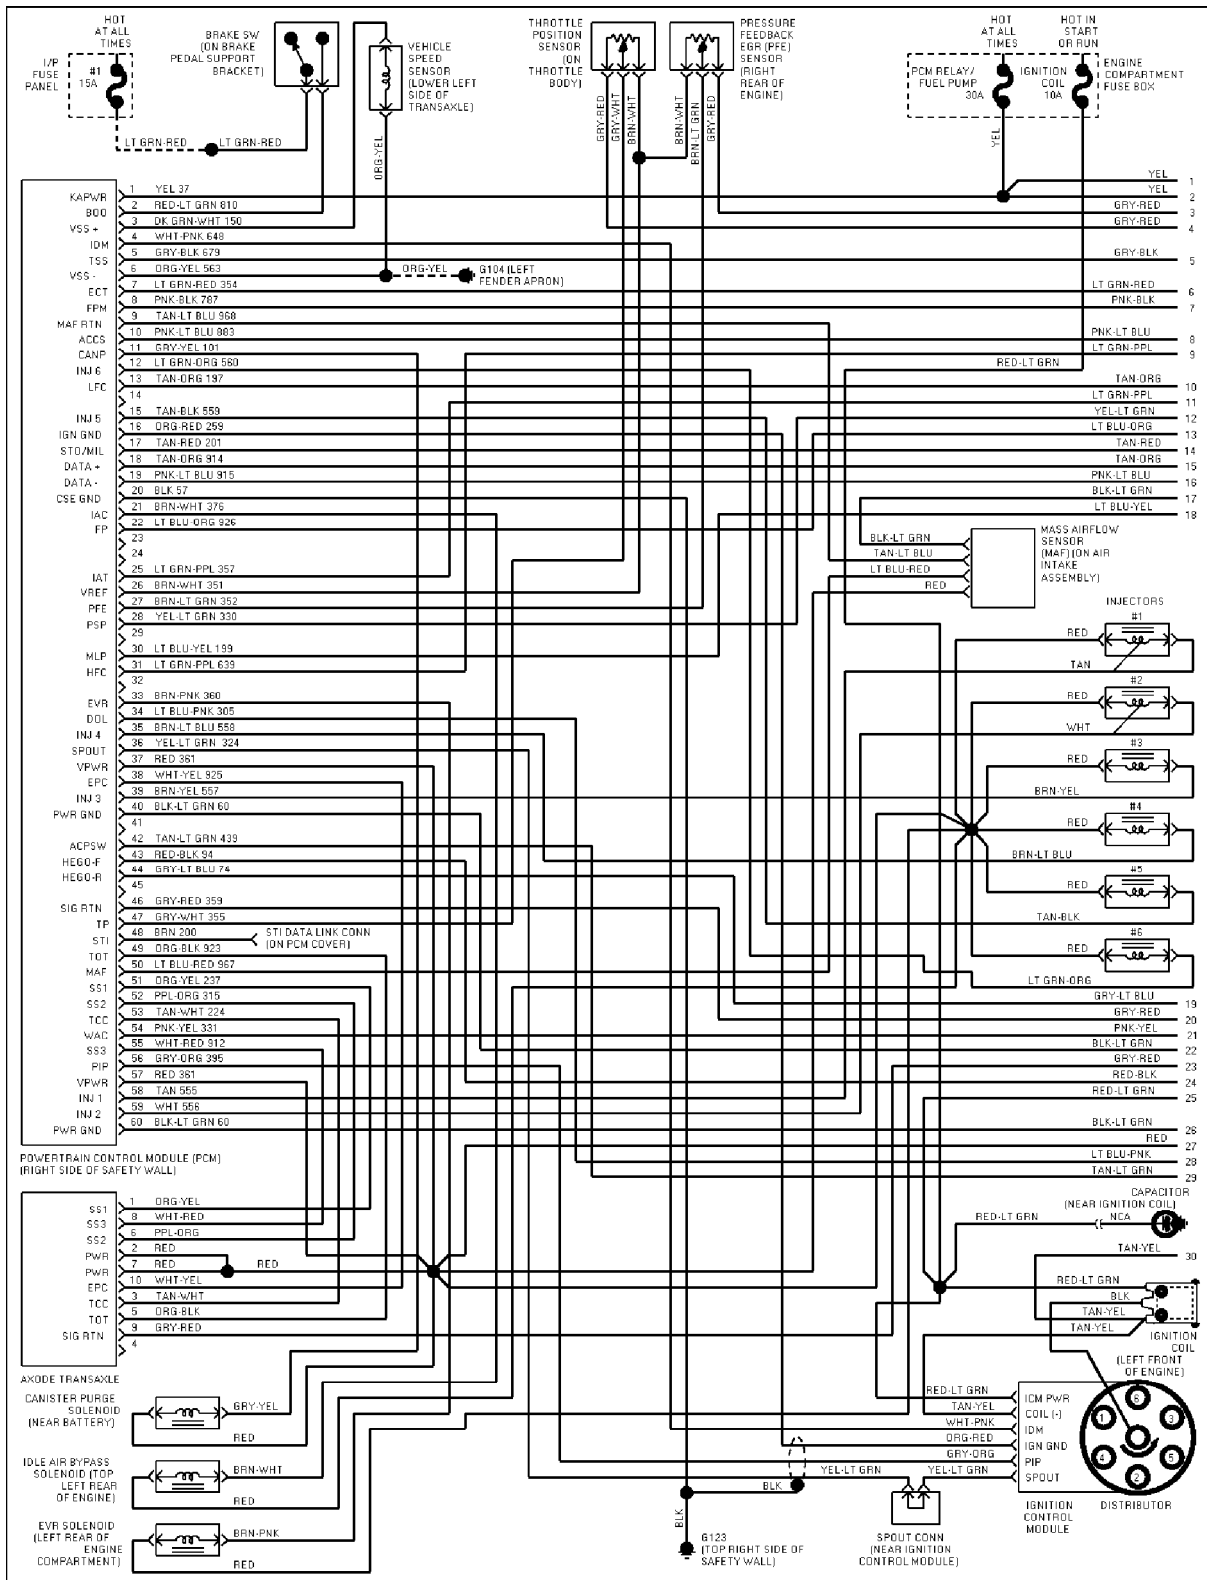 HOT
AT ALL
TIMES
I/P
FUSE
PANEL
#1
15A
BRAKE SW
(ON BRAKE
PEDAL SUPPORT
BRACKET)
VEHICLE
SPEED
SENSOR
(LOWER LEFT
SIDE OF
TRANSAXLE)
THROTTLE
POSITION
SENSOR
(ON
THROTTLE
BODY)
PRESSURE
FEEDBACK
EGR (PFE)
SENSOR
(RIGHT
REAR OF
ENGINE)
HOT
AT ALL
TIMES
HOT IN
START
OR RUN
PCM RELAY/
FUEL PUMP
30A
IGNITION
COIL
10A
ENGINE
COMPARTMENT
FUSE BOX
LT GRN-RED
LT GRN-RED
ORG-YEL
GRY-RED
GRY-WHT
BRN-WHT
BRN-WHT
BRN-LT GRN
GRY-RED
YEL
KAPWR 1 YEL 37
BOO 2 RED-LT GRN 810
VSS + 3 DK GRN-WHT 150
IDM 4 WHT-PNK 648
TSS 5 GRY-BLK 679
VSS - 6 ORG-YEL 563
ECT 7 LT GRN-RED 354
FPM 8 PNK-BLK 787
MAF RTN 9 TAN-LT BLU 968
ACCS 10 PNK-LT BLU 883
CANP 11 GRY-YEL 101
INJ 6 12 LT GRN-ORG 560
LFC 13 TAN-ORG 197
14
INJ 5 15 TAN-BLK 559
IGN GND 16 ORG-RED 259
STO/MIL 17 TAN-RED 201
DATA + 18 TAN-ORG 914
DATA - 19 PNK-LT BLU 915
CSE GND 20 BLK 57
IAC 21 BRN-WHT 376
FP 22 LT BLU-ORG 926
23
24
IAT 25 LT GRN-PPL 357
VREF 26 BRN-WHT 351
PFE 27 BRN-LT GRN 352
PSP 28 YEL-LT GRN 330
29
MLP 30 LT BLU-YEL 199
HFC 31 LT GRN-PPL 639
32
EVR 33 BRN-PNK 360
DOL 34 LT BLU-PNK 305
INJ 4 35 BRN-LT BLU 558
SPOUT 36 YEL-LT GRN 324
VPWR 37 RED 361
EPC 38 WHT-YEL 925
INJ 3 39 BRN-YEL 557
PWR GND 40 BLK-LT GRN 60
41
ACPSW 42 TAN-LT GRN 439
HEGO-F 43 RED-BLK 94
HEGO-R 44 GRY-LT BLU 74
45
SIG RTN 46 GRY-RED 359
TP 47 GRY-WHT 355
STI 48 BRN 200
TOT 49 ORG-BLK 923
MAF 50 LT BLU-RED 967
SS1 51 ORG-YEL 237
SS2 52 PPL-ORG 315
TCC 53 TAN-WHT 224
WAC 54 PNK-YEL 331
SS3 55 WHT-RED 912
PIP 56 GRY-ORG 395
VPWR 57 RED 361
INJ 1 58 TAN 555
INJ 2 59 WHT 556
PWR GND 60 BLK-LT GRN 60
POWERTRAIN CONTROL MODULE (PCM)
(RIGHT SIDE OF SAFETY WALL)
ORG-YEL
G104 (LEFT
FENDER APRON)
STI DATA LINK CONN
(ON PCM COVER)
YEL 1
YEL 2
GRY-RED 3
GRY-RED 4
GRY-BLK 5
LT GRN-RED 6
PNK-BLK 7
PNK-LT BLU 8
LT GRN-PPL 9
RED-LT GRN
TAN-ORG 10
LT GRN-PPL 11
YEL-LT GRN 12
LT BLU-ORG 13
TAN-RED 14
TAN-ORG 15
PNK-LT BLU 16
BLK-LT GRN 17
LT BLU-YEL 18
BLK-LT GRN
TAN-LT BLU
LT BLU-RED
RED
MASS AIRFLOW
SENSOR
(MAF) (ON AIR
INTAKE
ASSEMBLY)
INJECTORS
#1
RED
TAN
#2
RED
WHT
#3
RED
BRN-YEL
#4
RED
BRN-LT BLU
#5
RED
TAN-BLK
#6
RED
LT GRN-ORG
GRY-LT BLU 19
GRY-RED 20
PNK-YEL 21
BLK-LT GRN 22
GRY-RED 23
RED-BLK 24
RED-LT GRN 25
BLK-LT GRN 26
RED 27
LT BLU-PNK 28
TAN-LT GRN 29
CAPACITOR
(NEAR IGNITION COIL)
RED-LT GRN
NCA
TAN-YEL 30
RED-LT GRN
BLK
TAN-YEL
TAN-YEL
IGNITION
COIL
(LEFT FRONT
OF ENGINE)
SS1 1 ORG-YEL
SS3 8 WHT-RED
SS2 6 PPL-ORG
PWR 2 RED
PWR 7 RED
RED
EPC 10 WHT-YEL
TCC 3 TAN-WHT
TOT 5 ORG-BLK
SIG RTN 9 GRY-RED
4
AXODE TRANSAXLE
CANISTER PURGE
SOLENOID
(NEAR BATTERY)
GRY-YEL
RED
IDLE AIR BYPASS
SOLENOID (TOP
LEFT REAR
OF ENGINE)
BRN-WHT
RED
EVR SOLENOID
(LEFT REAR OF
ENGINE
COMPARTMENT)
BRN-PNK
RED
BLK
BLK
G123
(TOP RIGHT SIDE OF
SAFETY WALL)
YEL-LT GRN
YEL-LT GRN
SPOUT CONN
(NEAR IGNITION
CONTROL MODULE)
RED-LT GRN ICM PWR
TAN-YEL COIL (-)
WHT-PNK IDM
ORG-RED IGN GND
GRY-ORG PIP
SPOUT
IGNITION
CONTROL
MODULE
6
1
3
4
5
2
DISTRIBUTOR